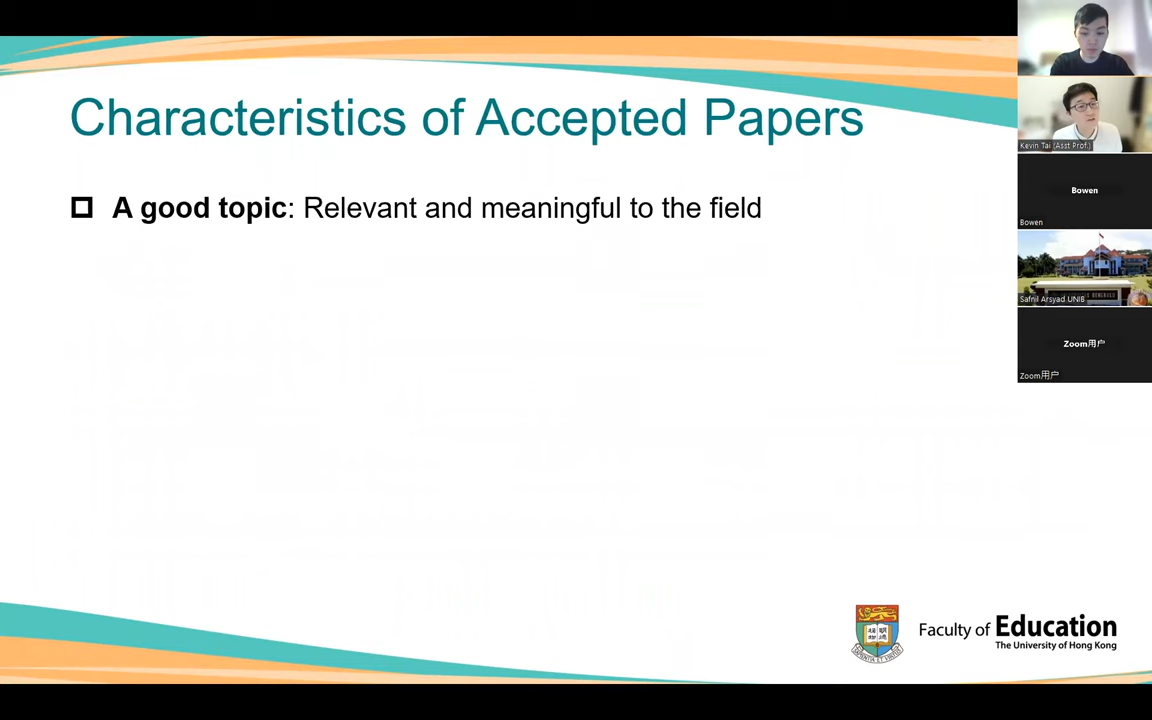 Characteristics of Accepted Papers
A good topic: Relevant and meaningful to the field
Kevin Tai (Asst Prof.)
Bowen
Bowen
Safnil Arsyad UNIB
Zoom用户
Zoom用户
Faculty of Education
The University of Hong Kong